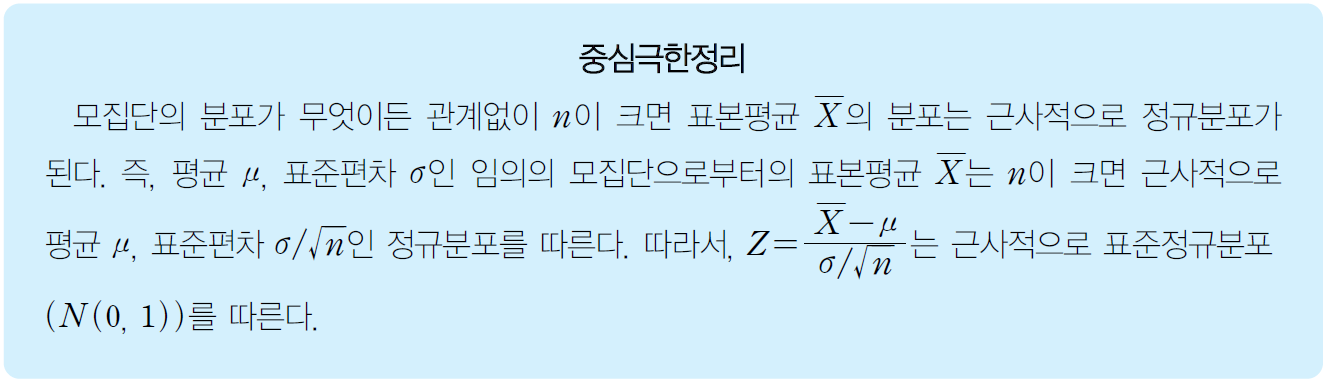 중심극한정리
모집단의 분포가 무엇이든 관계없이 n이 크면 표본평균 X̅의 분포는 근사적으로 정규분포가
된다. 즉, 평균 μ, 표준편차 σ인 임의의 모집단으로부터의 표본평균 X̅는 n이 크면 근사적으로
평균 μ, 표준편차 σ/√n인 정규분포를 따른다. 따라서, Z=(X̅−μ)/(σ/√n)는 근사적으로 표준정규분포
(N(0, 1))를 따른다.